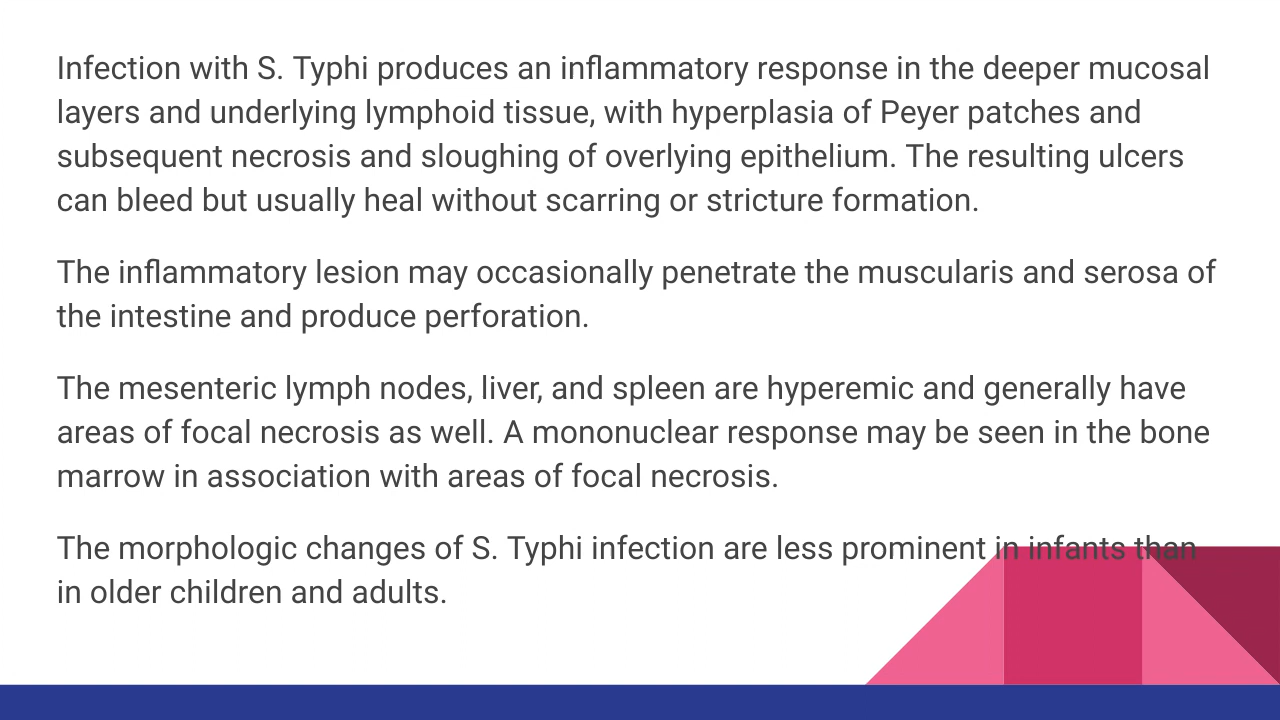 Infection with S. Typhi produces an inflammatory response in the deeper mucosal
layers and underlying lymphoid tissue, with hyperplasia of Peyer patches and
subsequent necrosis and sloughing of overlying epithelium. The resulting ulcers
can bleed but usually heal without scarring or stricture formation.
The inflammatory lesion may occasionally penetrate the muscularis and serosa of
the intestine and produce perforation.
The mesenteric lymph nodes, liver, and spleen are hyperemic and generally have
areas of focal necrosis as well. A mononuclear response may be seen in the bone
marrow in association with areas of focal necrosis.
The morphologic changes of S. Typhi infection are less prominent in infants than
in older children and adults.